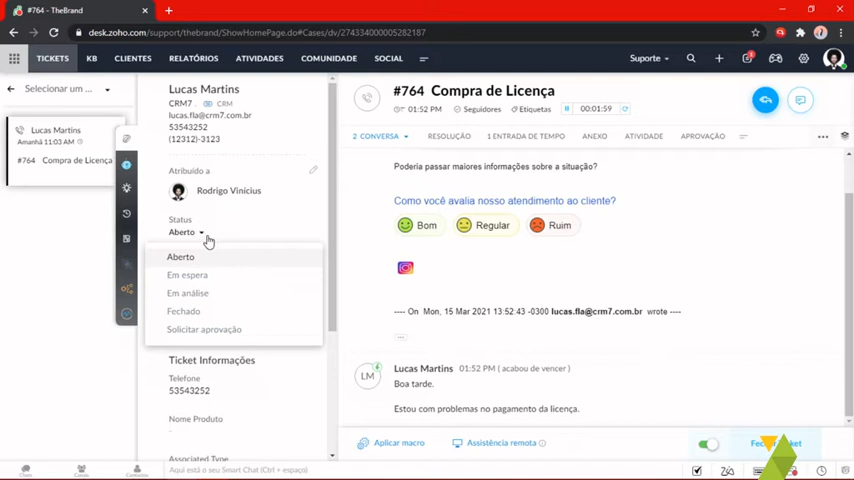 #764 - TheBrand
desk.zoho.com/support/thebrand/ShowHomePage.do#Cases/dv/274334000005282187
TICKETS KB CLIENTES RELATÓRIOS ATIVIDADES COMUNIDADE SOCIAL
Suporte
Selecionar um ...
Lucas Martins
Amanhã 11:03 AM
#764 Compra de Licença
Lucas Martins
CRM7 . CRM
lucas.fla@crm7.com.br
53543252
(12312)-3123
Atribuído a
Rodrigo Vinicius
Status
Aberto
Aberto
Em espera
Em análise
Fechado
Solicitar aprovação
Ticket Informações
Telefone
53543252
Nome Produto
-
Associated Type
#764 Compra de Licença
01:52 PM Seguidores Etiquetas 00:01:59
2 CONVERSA RESOLUÇÃO 1 ENTRADA DE TEMPO ANEXO ATIVIDADE APROVAÇÃO
Poderia passar maiores informações sobre a situação?
Como você avalia nosso atendimento ao cliente?
Bom Regular Ruim
---- On Mon, 15 Mar 2021 13:52:43 -0300 lucas.fla@crm7.com.br wrote ----
...
LM
Lucas Martins 01:52 PM ( acabou de vencer )
Boa tarde.
Estou com problemas no pagamento da licença.
Aplicar macro Assistência remota
Aqui está o seu Smart Chat (Ctrl + espaço)